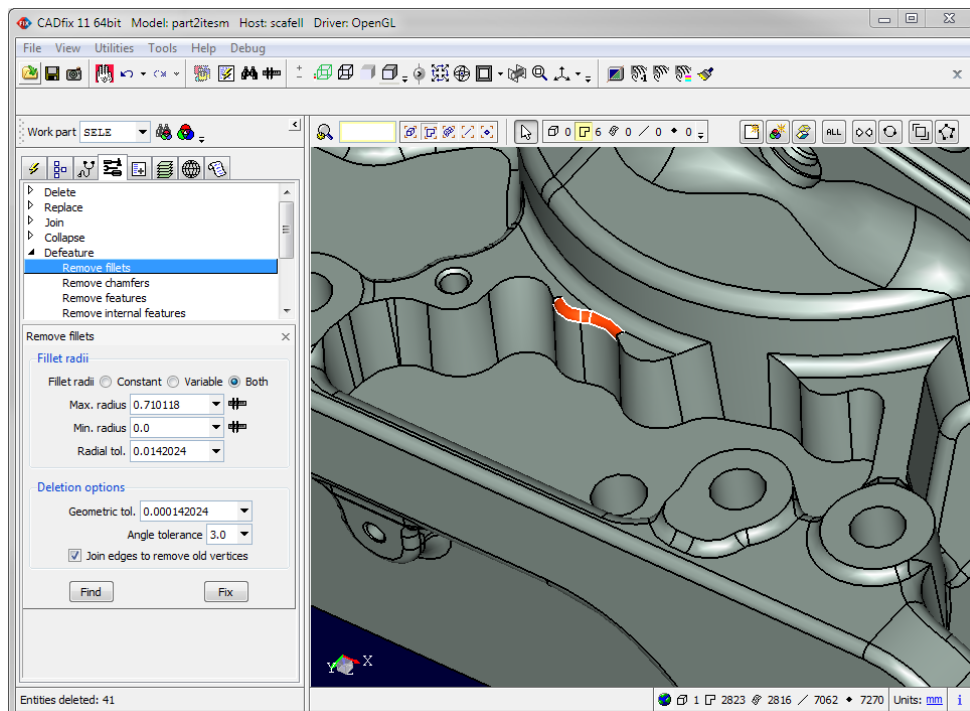 CADfix 11 64bit Model: part2itesm Host: scafell Driver: OpenGL
File View Utilities Tools Help Debug
Work part SELE
0 6 0 0 0
ALL
Delete
Replace
Join
Collapse
Defeature
Remove fillets
Remove chamfers
Remove features
Remove internal features
Remove fillets
Fillet radii
Fillet radii Constant Variable Both
Max. radius 0.710118
Min. radius 0.0
Radial tol. 0.0142024
Deletion options
Geometric tol. 0.000142024
Angle tolerance 3.0
Join edges to remove old vertices
Find Fix
Y Z X
Entities deleted: 41
1 2823 2816 7062 7270 Units: mm i